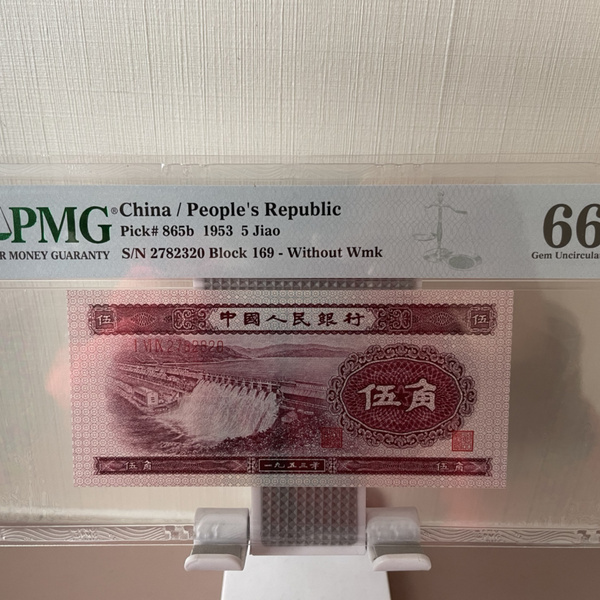 PMG®
R MONEY GUARANTY
China / People's Republic
Pick# 865b 1953 5 Jiao
S/N 2782320 Block 169 - Without Wmk
66
Gem Uncircula
伍 中國人民銀行 伍
2782320
伍角
伍角 一九五三年 伍角